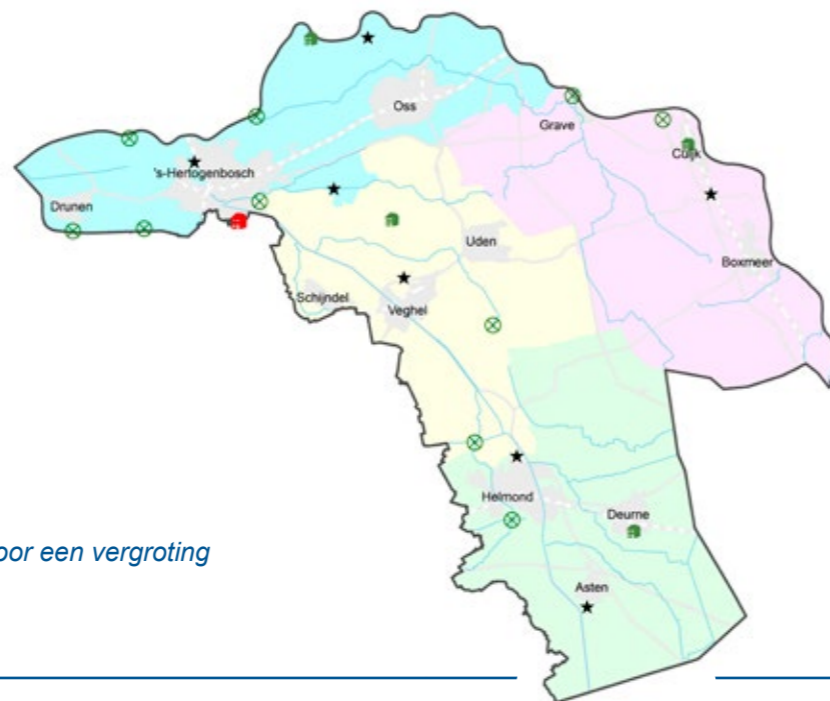 Oss
Grave
Cuijk
's-Hertogenbosch
Drunen
Uden
Boxmeer
Schijndel
Veghel
Helmond
Deurne
oor een vergroting
Asten